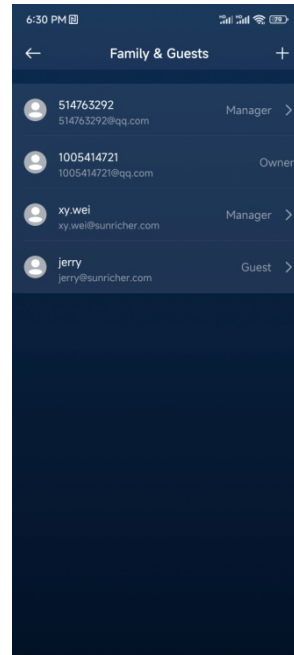 6:30 PM
79
Family & Guests
514763292
514763292@qq.com
Manager
1005414721
1005414721@qq.com
Owner
xy.wei
xy.wei@sunricher.com
Manager
jerry
jerry@sunricher.com
Guest